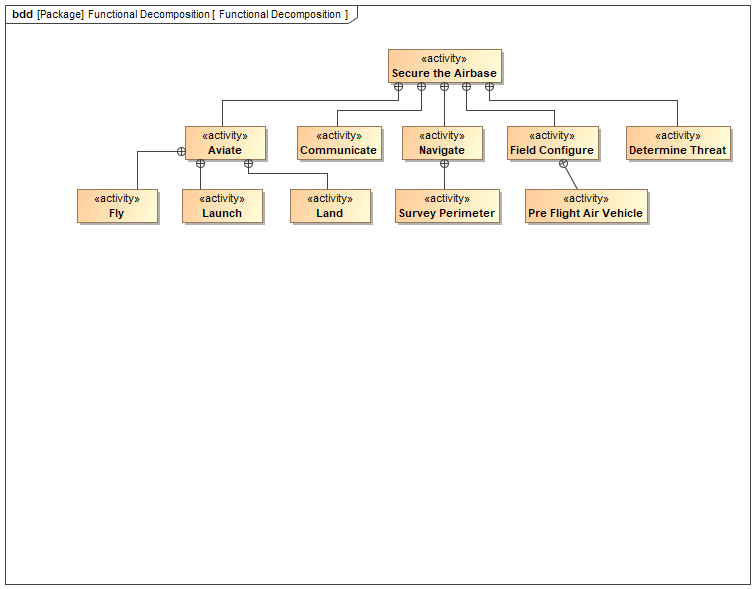 bdd [Package] Functional Decomposition [ Functional Decomposition ]
«activity»
Secure the Airbase
«activity»
Aviate
«activity»
Communicate
«activity»
Navigate
«activity»
Field Configure
«activity»
Determine Threat
«activity»
Fly
«activity»
Launch
«activity»
Land
«activity»
Survey Perimeter
«activity»
Pre Flight Air Vehicle